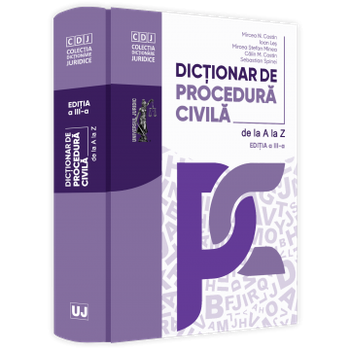 CDJ
COLECȚIA
DICȚIONARE
JURIDICE
EDIȚIA
a III-a
DICȚIONAR DE
PROCEDURĂ
CIVILĂ
de la A la Z
UJ
UNIVERSUL JURIDIC
CDJ
COLECȚIA
DICȚIONARE
JURIDICE
Mircea N. Costin
Ioan Leș
Mircea Ștefan Minea
Călin M. Costin
Sebastian Spinei
DICȚIONAR DE
PROCEDURĂ
CIVILĂ
de la A la Z
EDIȚIA a III-a
PC